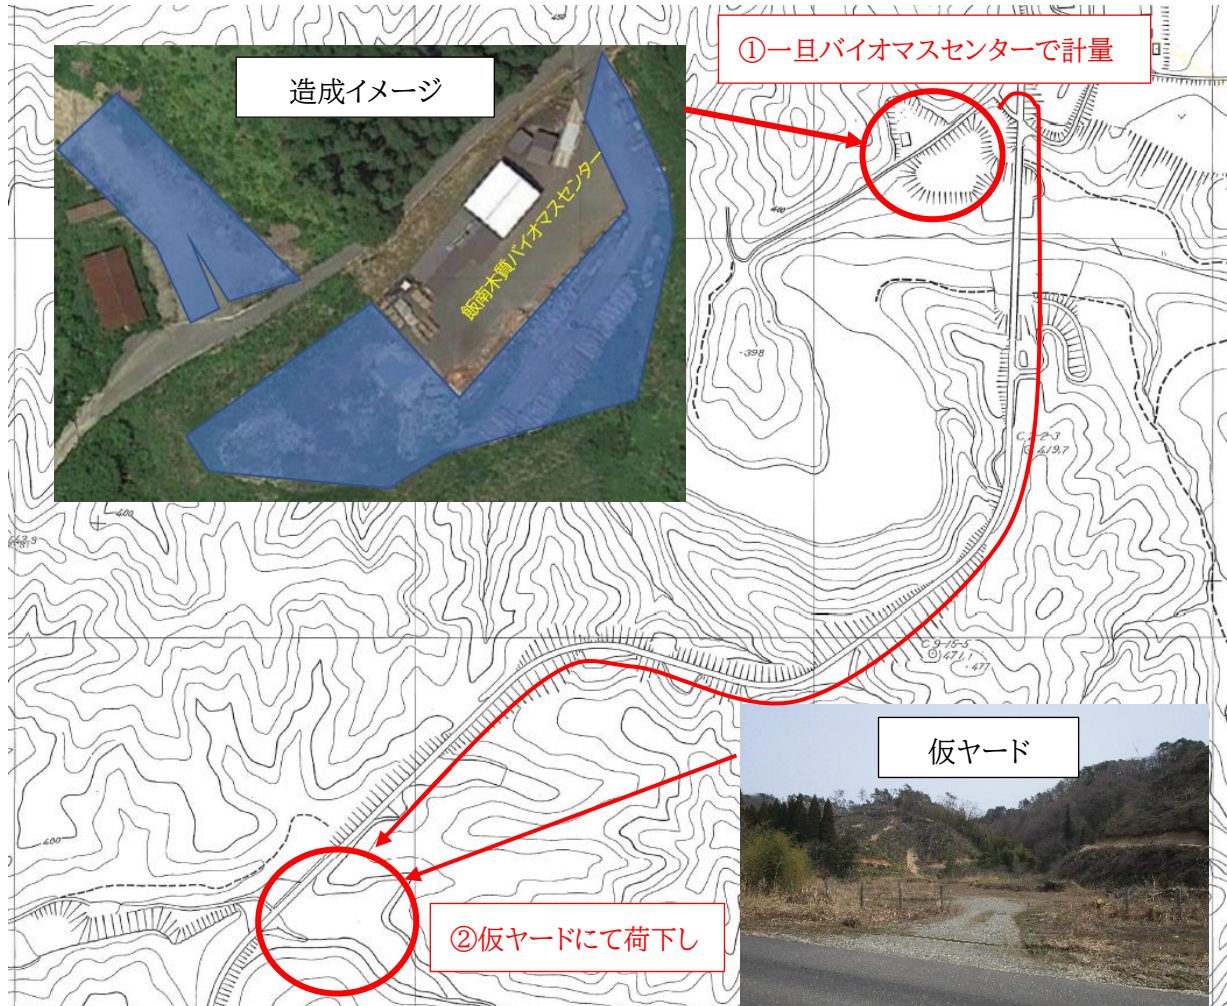 ①一旦バイオマスセンターで計量
造成イメージ
飯南木質バイオマスセンター
400
398
C 2-2-3
419.7
400
C 9-15-5
471.1
477
仮ヤード
400
②仮ヤードにて荷下し